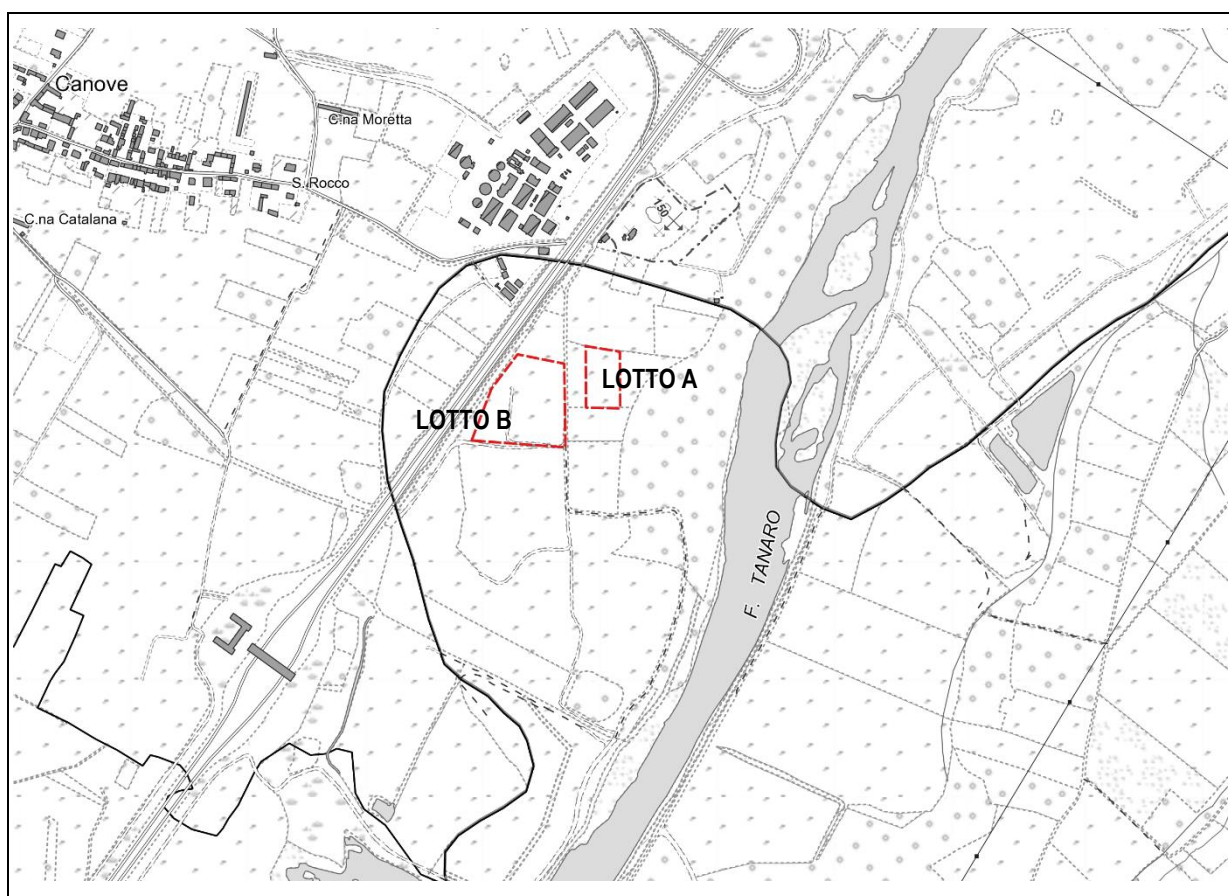 Canove
C.na Moretta
S. Rocco
C.na Catalana
150
LOTTO A
LOTTO B
F. TANARO